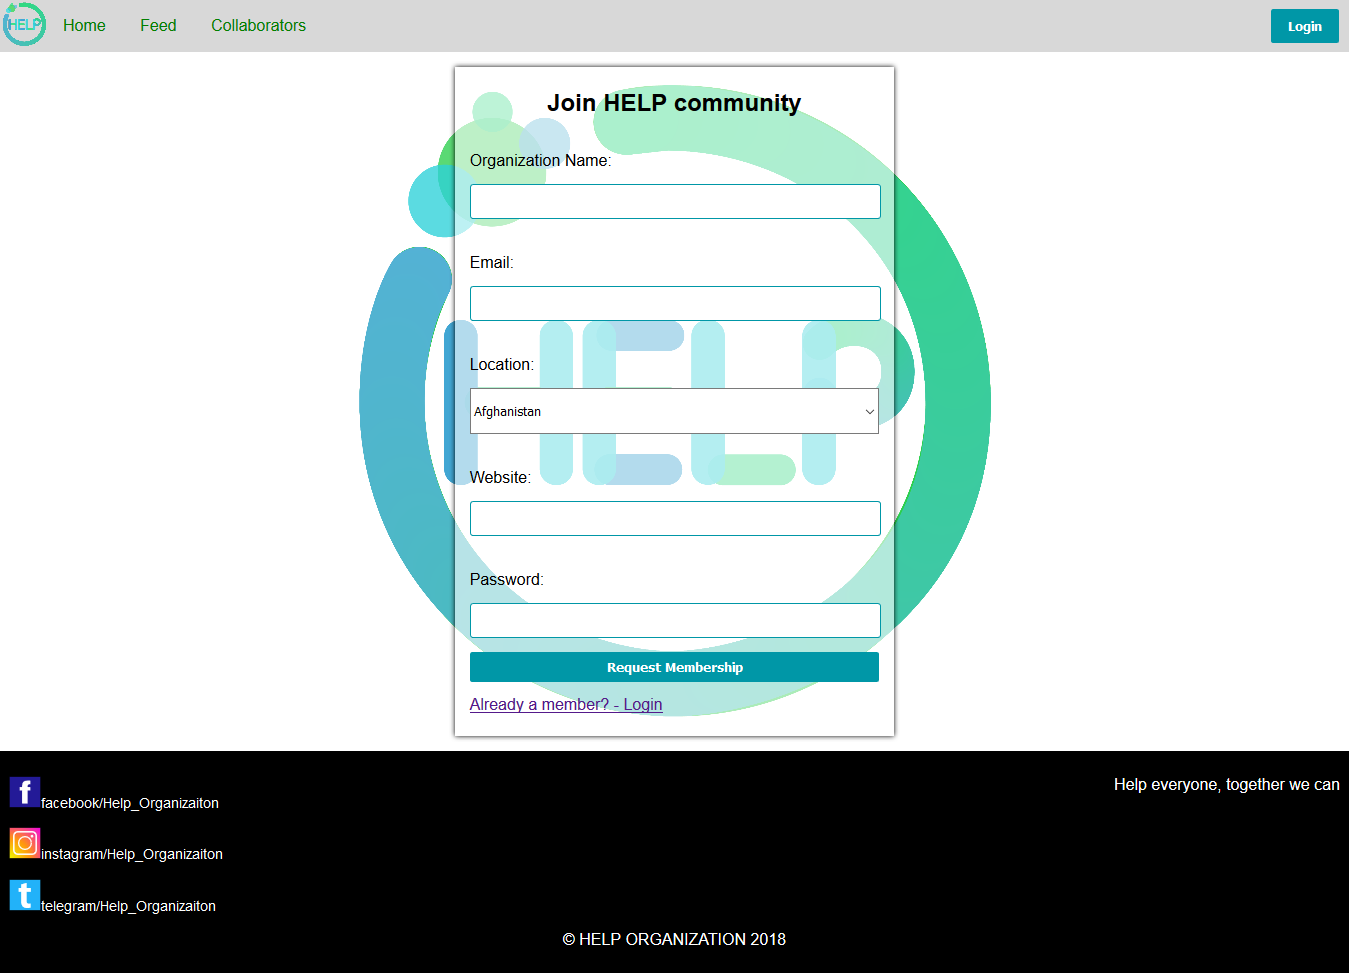 HELP
Home
Feed
Collaborators
Login
Join HELP community
Organization Name:
Email:
HELP
Location:
Afghanistan
Website:
Password:
Request Membership
Already a member? - Login
facebook/Help_Organizaiton
Help everyone, together we can
instagram/Help_Organizaiton
telegram/Help_Organizaiton
© HELP ORGANIZATION 2018